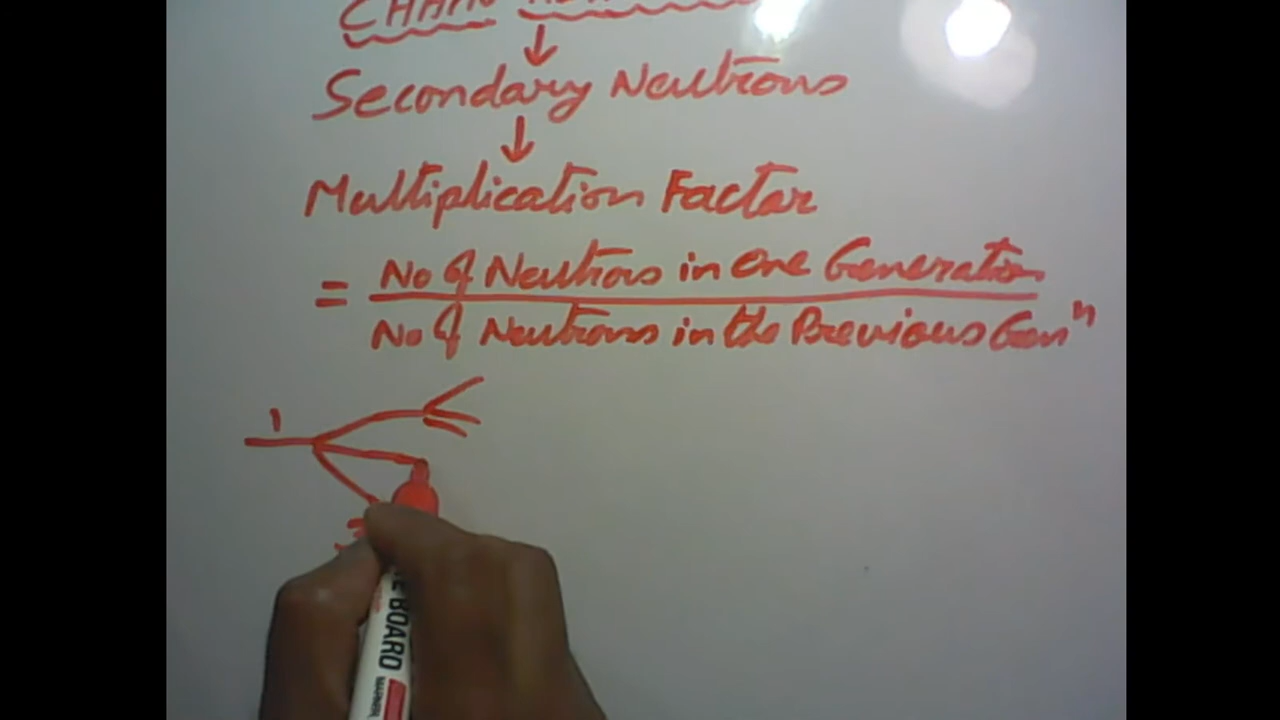 Secondary Neutrons
Multiplication Factor
= No of Neutrons in One Generation
No of Neutrons in the Previous Genⁿ
1
BOARD
MARKER